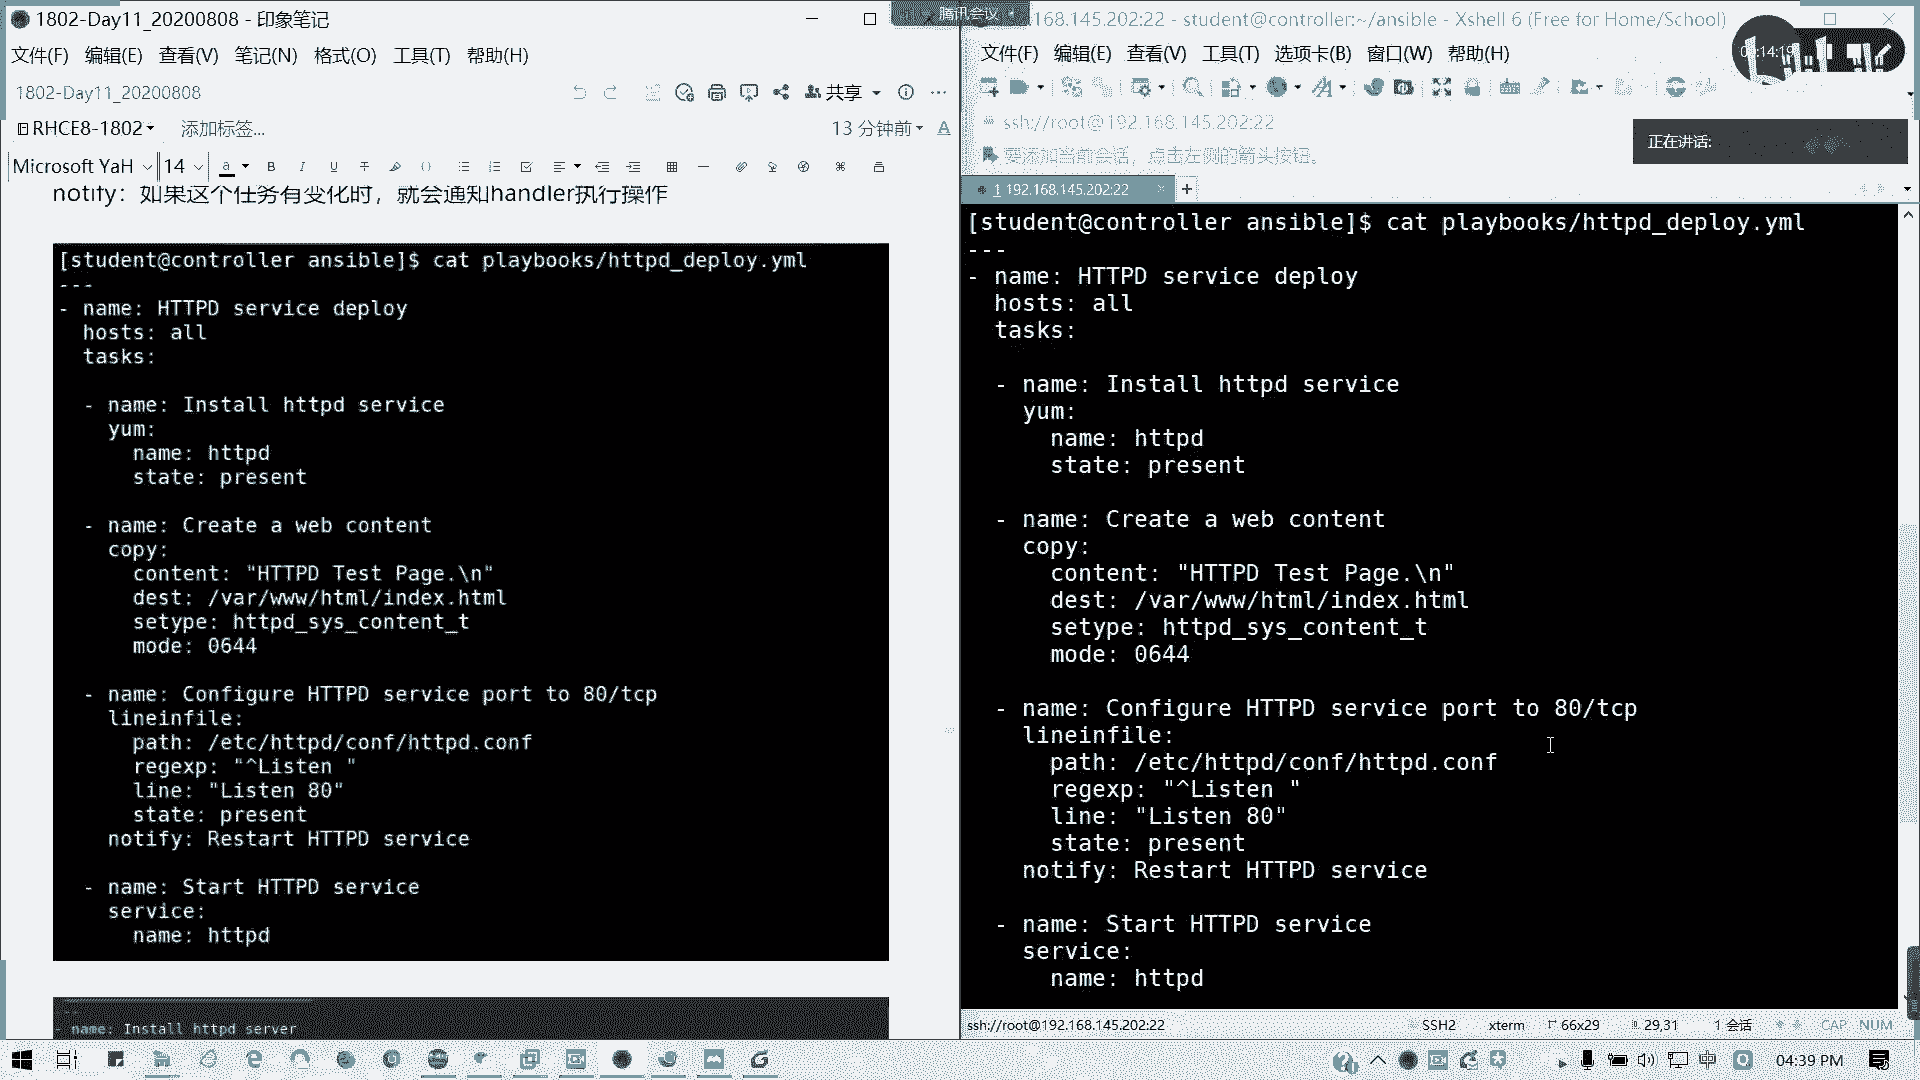 1802-Day11_20200808 - 印象笔记
文件(F) 编辑(E) 查看(V) 笔记(N) 格式(O) 工具(T) 帮助(H)
1802-Day11_20200808
共享
RHCE8-1802
添加标签...
13 分钟前
Microsoft YaH
14
notify：如果这个任务有变化时，就会通知handler执行操作
[student@controller ansible]$ cat playbooks/httpd_deploy.yml
---
- name: HTTPD service deploy
  hosts: all
  tasks:
  - name: Install httpd service
    yum:
      name: httpd
      state: present
  - name: Create a web content
    copy:
      content: "HTTPD Test Page.\n"
      dest: /var/www/html/index.html
      setype: httpd_sys_content_t
      mode: 0644
  - name: Configure HTTPD service port to 80/tcp
    lineinfile:
      path: /etc/httpd/conf/httpd.conf
      regexp: "^Listen "
      line: "Listen 80"
      state: present
    notify: Restart HTTPD service
  - name: Start HTTPD service
    service:
      name: httpd
- name: Install httpd server
腾讯会议
168.145.202:22 - student@controller:~/ansible - Xshell 6 (Free for Home/School)
文件(F) 编辑(E) 查看(V) 工具(T) 选项卡(B) 窗口(W) 帮助(H)
ssh://root@192.168.145.202:22
要添加当前会话，点击左侧的箭头按钮。
正在讲话:
1 192.168.145.202:22
[student@controller ansible]$ cat playbooks/httpd_deploy.yml
---
- name: HTTPD service deploy
  hosts: all
  tasks:
  - name: Install httpd service
    yum:
      name: httpd
      state: present
  - name: Create a web content
    copy:
      content: "HTTPD Test Page.\n"
      dest: /var/www/html/index.html
      setype: httpd_sys_content_t
      mode: 0644
  - name: Configure HTTPD service port to 80/tcp
    lineinfile:
      path: /etc/httpd/conf/httpd.conf
      regexp: "^Listen "
      line: "Listen 80"
      state: present
    notify: Restart HTTPD service
  - name: Start HTTPD service
    service:
      name: httpd
ssh://root@192.168.145.202:22
SSH2 xterm 66x29 29,31 1 会话 CAP NUM
中
04:39 PM